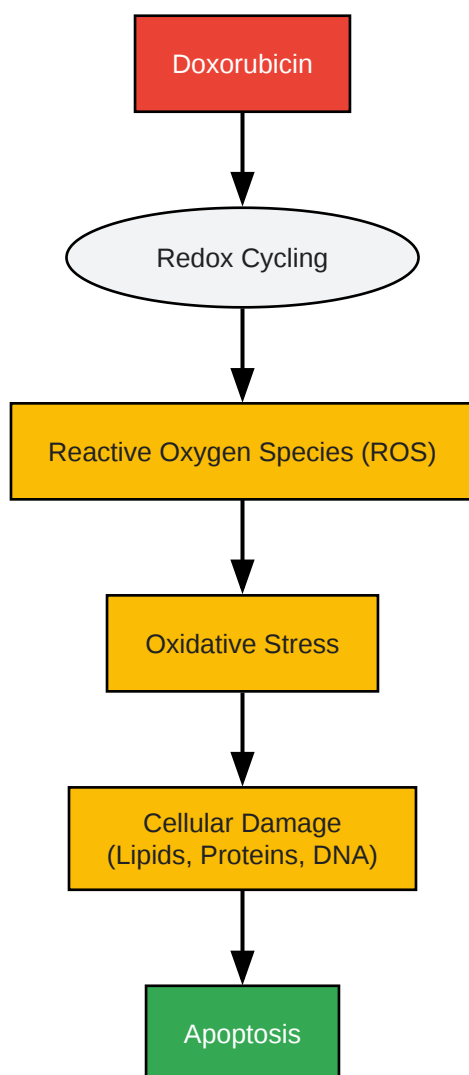 Doxorubicin
Redox Cycling
Reactive Oxygen Species (ROS)
Oxidative Stress
Cellular Damage
(Lipids, Proteins, DNA)
Apoptosis